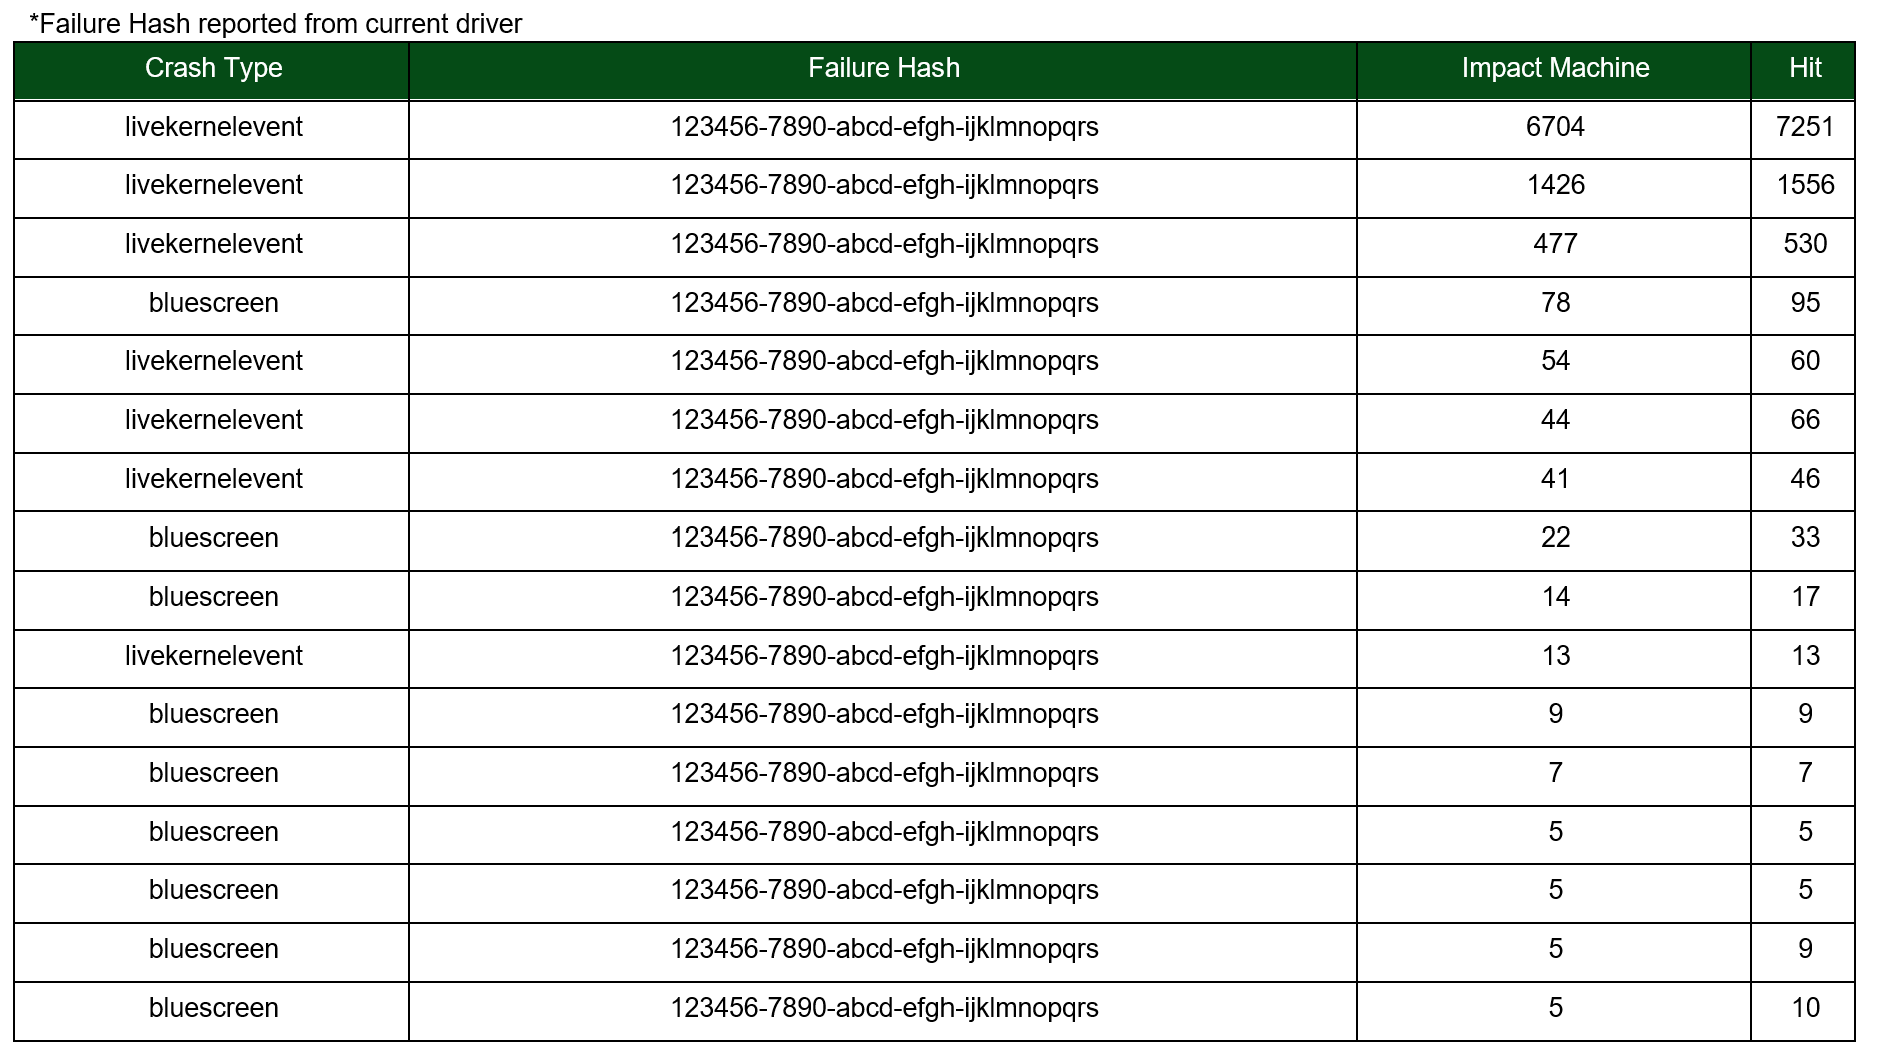 *Failure Hash reported from current driver
Crash Type Failure Hash Impact Machine Hit
livekernelevent 123456-7890-abcd-efgh-ijklmnopqrs 6704 7251
livekernelevent 123456-7890-abcd-efgh-ijklmnopqrs 1426 1556
livekernelevent 123456-7890-abcd-efgh-ijklmnopqrs 477 530
bluescreen 123456-7890-abcd-efgh-ijklmnopqrs 78 95
livekernelevent 123456-7890-abcd-efgh-ijklmnopqrs 54 60
livekernelevent 123456-7890-abcd-efgh-ijklmnopqrs 44 66
livekernelevent 123456-7890-abcd-efgh-ijklmnopqrs 41 46
bluescreen 123456-7890-abcd-efgh-ijklmnopqrs 22 33
bluescreen 123456-7890-abcd-efgh-ijklmnopqrs 14 17
livekernelevent 123456-7890-abcd-efgh-ijklmnopqrs 13 13
bluescreen 123456-7890-abcd-efgh-ijklmnopqrs 9 9
bluescreen 123456-7890-abcd-efgh-ijklmnopqrs 7 7
bluescreen 123456-7890-abcd-efgh-ijklmnopqrs 5 5
bluescreen 123456-7890-abcd-efgh-ijklmnopqrs 5 5
bluescreen 123456-7890-abcd-efgh-ijklmnopqrs 5 9
bluescreen 123456-7890-abcd-efgh-ijklmnopqrs 5 10